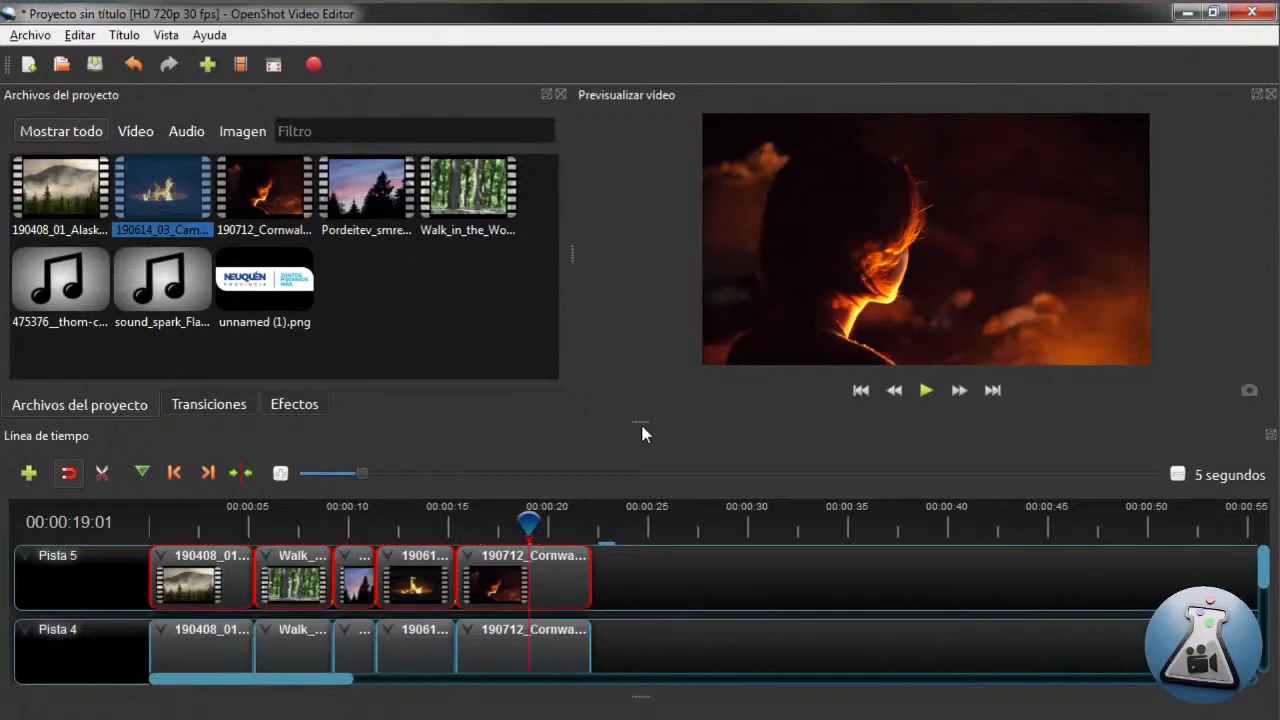 * Proyecto sin título [HD 720p 30 fps] - OpenShot Video Editor
Archivo Editar Título Vista Ayuda
Archivos del proyecto
Previsualizar vídeo
Mostrar todo Vídeo Audio Imagen Filtro
190408_01_Alask... 190614_03_Cam... 190712_Cornwal... Pordeitev_smre... Walk_in_the_Wo...
NEUQUÉN PROVINCIA JUNTOS PODEMOS MÁS
475376__thom-c... sound_spark_Fla... unnamed (1).png
Archivos del proyecto Transiciones Efectos
Línea de tiempo
5 segundos
00:00:05 00:00:10 00:00:15 00:00:20 00:00:25 00:00:30 00:00:35 00:00:40 00:00:45 00:00:50 00:00:55
00:00:19:01
Pista 5 190408_01... Walk_... ... 19061... 190712_Cornwa...
Pista 4 190408_01... Walk_... ... 19061... 190712_Cornwa...